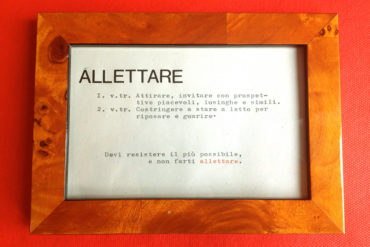 ALLETTARE
1. v.tr. Attirare, invitare con prospet-
tive piacevoli, lusinghe e simili.
2. v.tr. Costringere a stare a letto per
riposare e guarire.
Devi resistere il più possibile,
e non farti allettare.